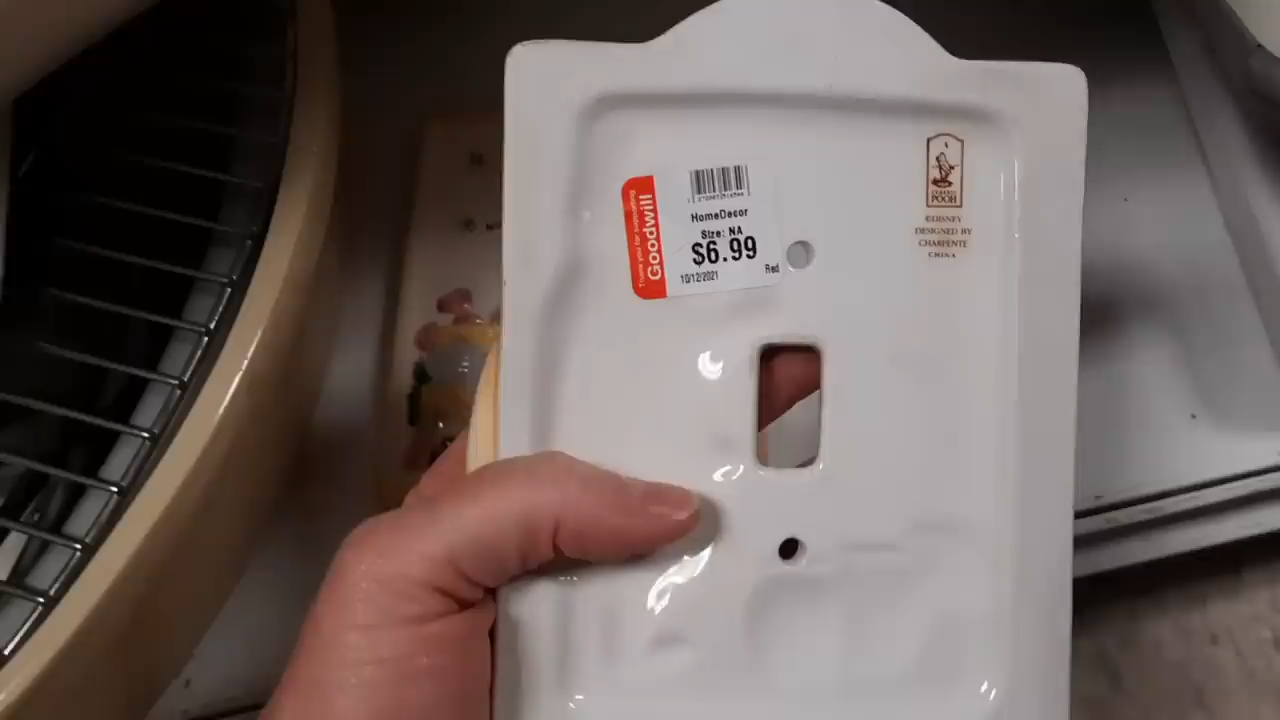 Thank you for supporting
Goodwill
HomeDecor
Size: NA
$6.99
10/12/2021
Red
CLASSIC
POOH
©DISNEY
DESIGNED BY
CHARPENTE
CHINA